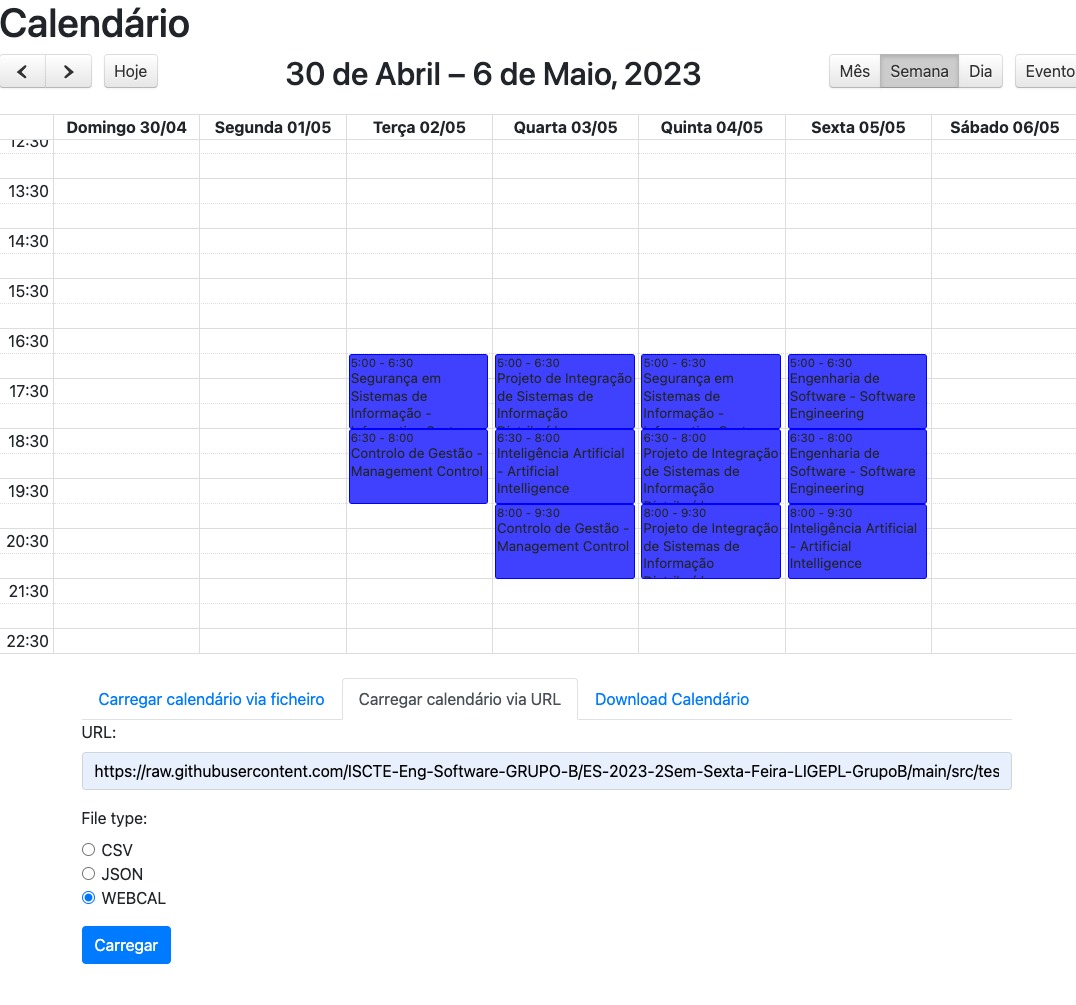 Calendário
Hoje
30 de Abril – 6 de Maio, 2023
Mês Semana Dia Evento
Domingo 30/04 Segunda 01/05 Terça 02/05 Quarta 03/05 Quinta 04/05 Sexta 05/05 Sábado 06/05
12:30
13:30
14:30
15:30
16:30
17:30
18:30
19:30
20:30
21:30
22:30
5:00 - 6:30
Segurança em
Sistemas de
Informação -
6:30 - 8:00
Controlo de Gestão -
Management Control
5:00 - 6:30
Projeto de Integração
de Sistemas de
Informação
6:30 - 8:00
Inteligência Artificial
- Artificial
Intelligence
8:00 - 9:30
Controlo de Gestão -
Management Control
5:00 - 6:30
Segurança em
Sistemas de
Informação -
6:30 - 8:00
Projeto de Integração
de Sistemas de
Informação
8:00 - 9:30
Projeto de Integração
de Sistemas de
Informação
5:00 - 6:30
Engenharia de
Software - Software
Engineering
6:30 - 8:00
Engenharia de
Software - Software
Engineering
8:00 - 9:30
Inteligência Artificial
- Artificial
Intelligence
Carregar calendário via ficheiro
Carregar calendário via URL
Download Calendário
URL:
https://raw.githubusercontent.com/ISCTE-Eng-Software-GRUPO-B/ES-2023-2Sem-Sexta-Feira-LIGEPL-GrupoB/main/src/tes
File type:
CSV
JSON
WEBCAL
Carregar